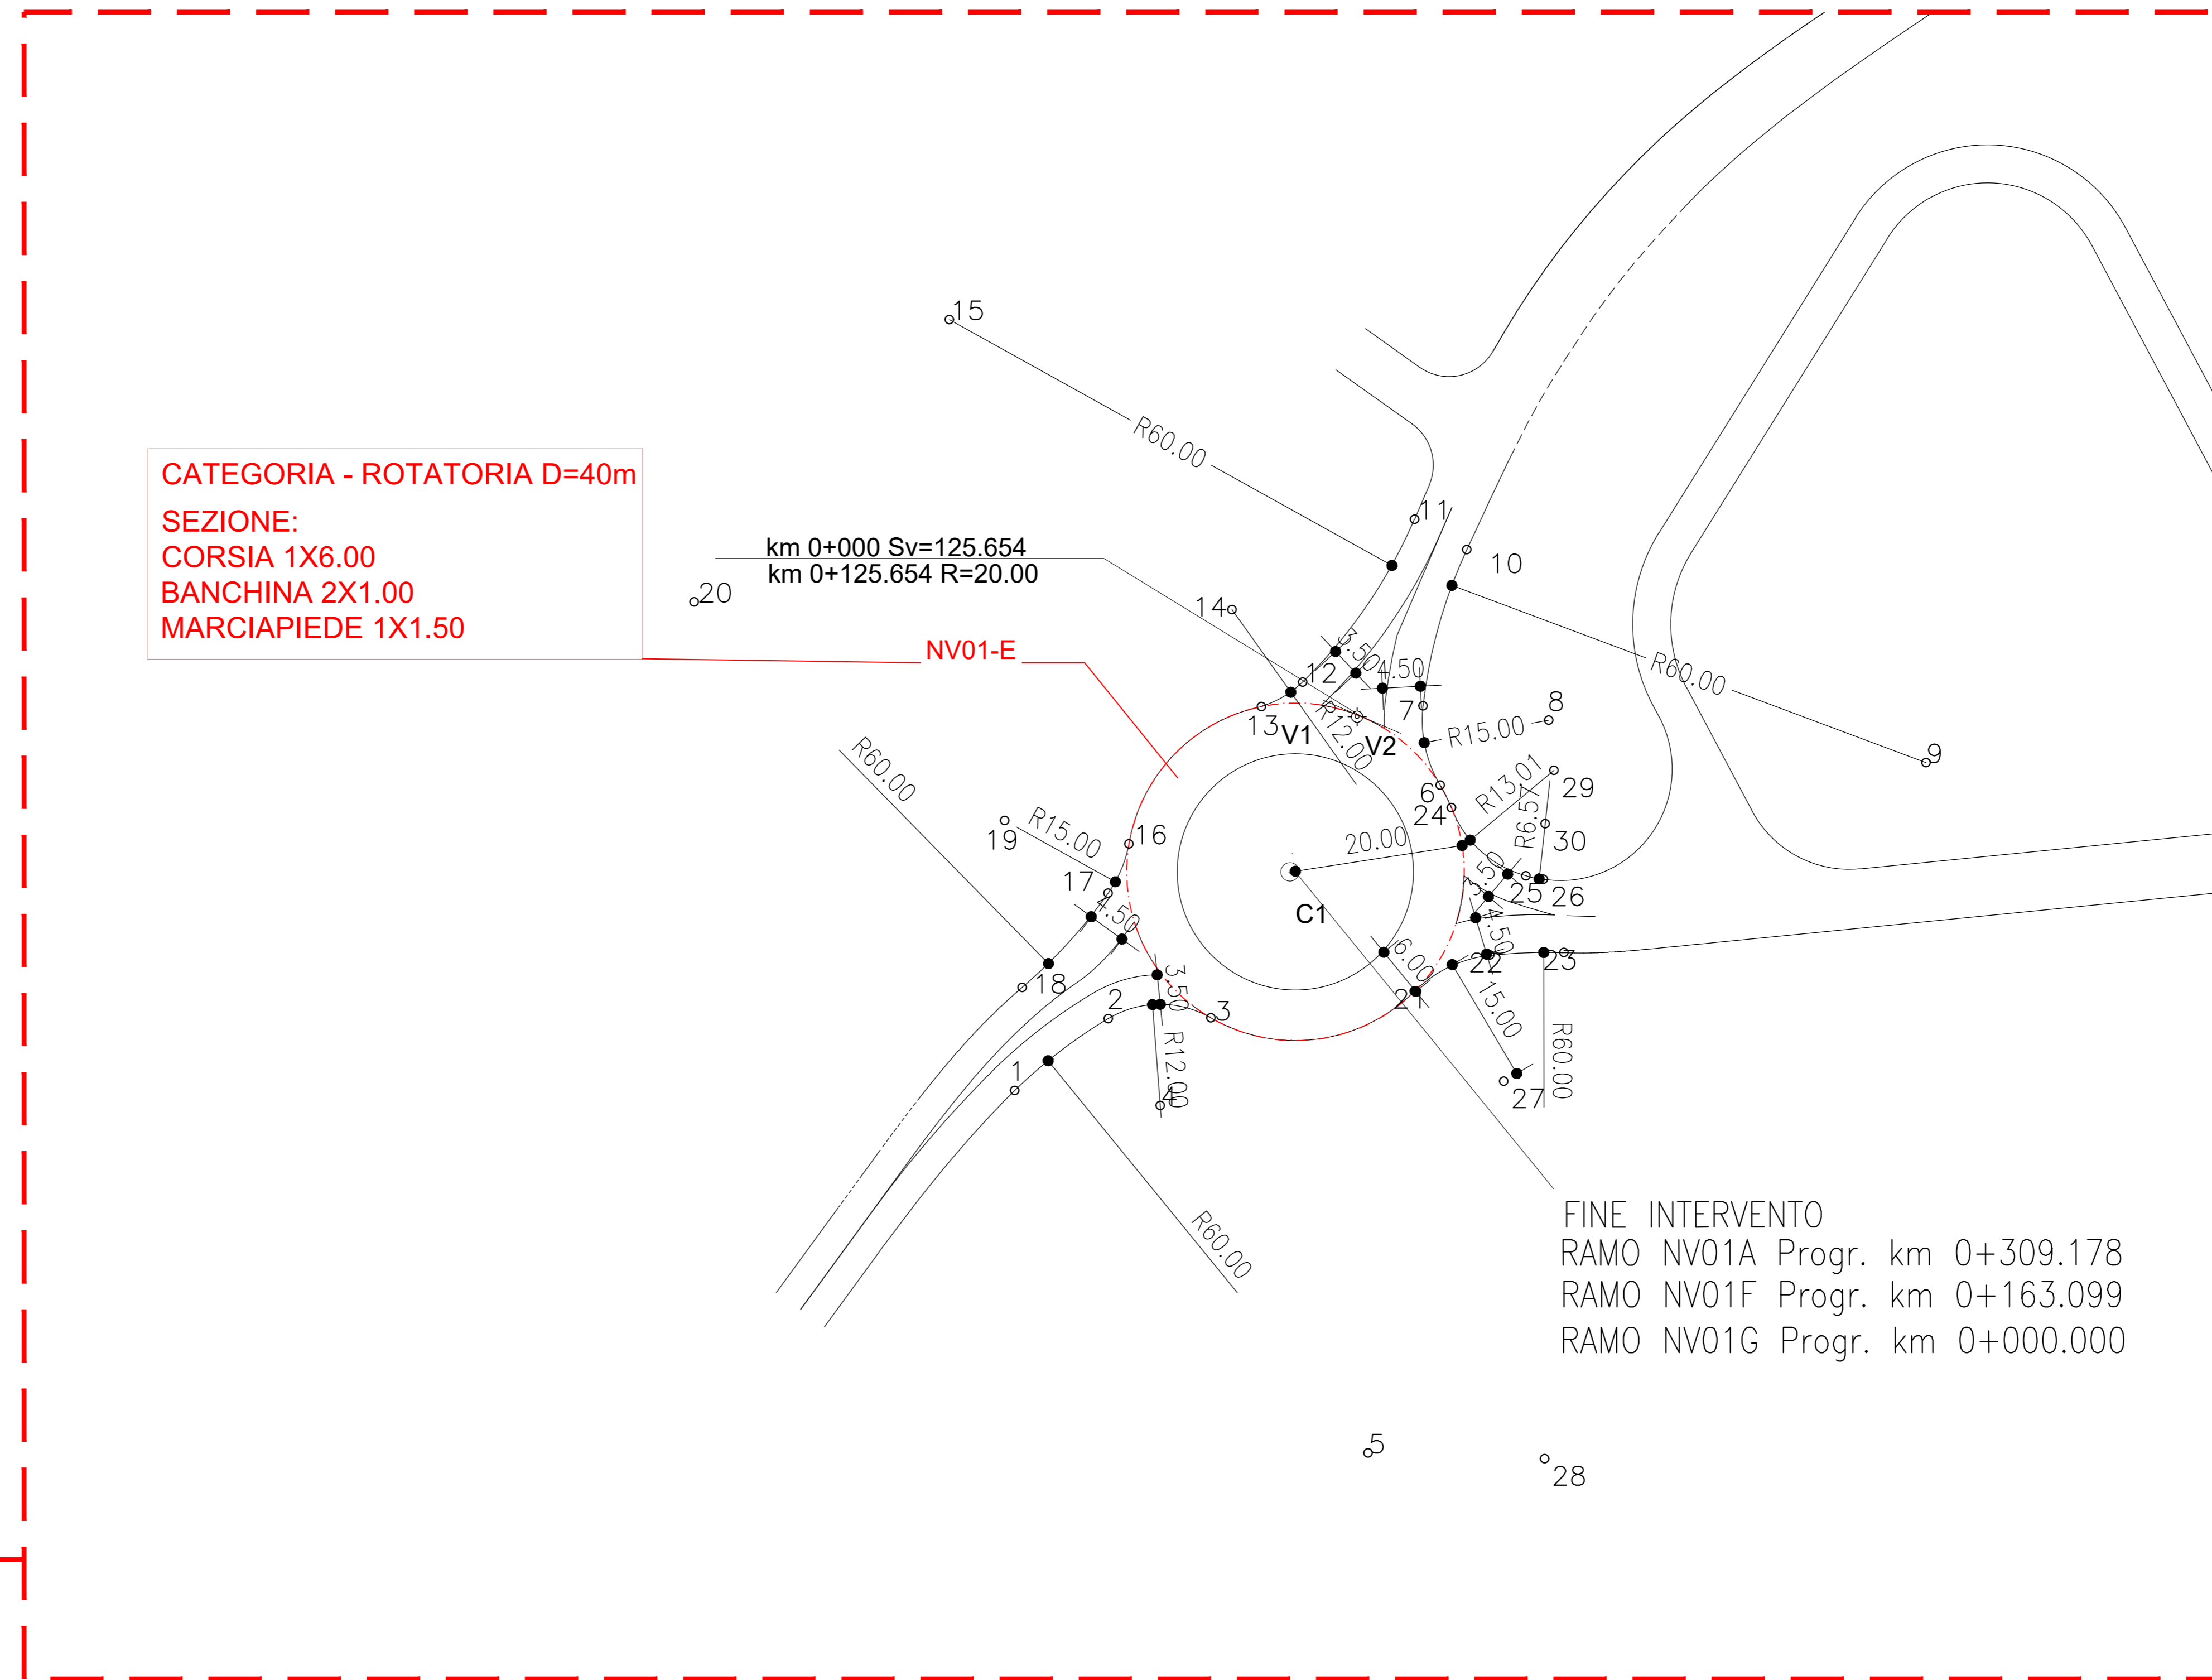 15
R60.00
11
CATEGORIA - ROTATORIA D=40m
SEZIONE:
CORSIA 1X6.00
BANCHINA 2X1.00
MARCIAPIEDE 1X1.50
km 0+000 Sv=125.654
km 0+125.654 R=20.00
10
20
14
NV01-E
3.50
12
4.50
R60.00
7
8
13
V1
R12.00
V2
R15.00
9
R60.00
6
24
R13.01
29
R6.57
19
R15.00
16
20.00
30
17
3.50
25
26
4.50
C1
4.50
6.00
22
23
18
3.50
21
2
3
15.00
1
R12.00
R60.00
4
27
R60.00
FINE INTERVENTO
RAMO NV01A Progr. km 0+309.178
RAMO NV01F Progr. km 0+163.099
RAMO NV01G Progr. km 0+000.000
5
28